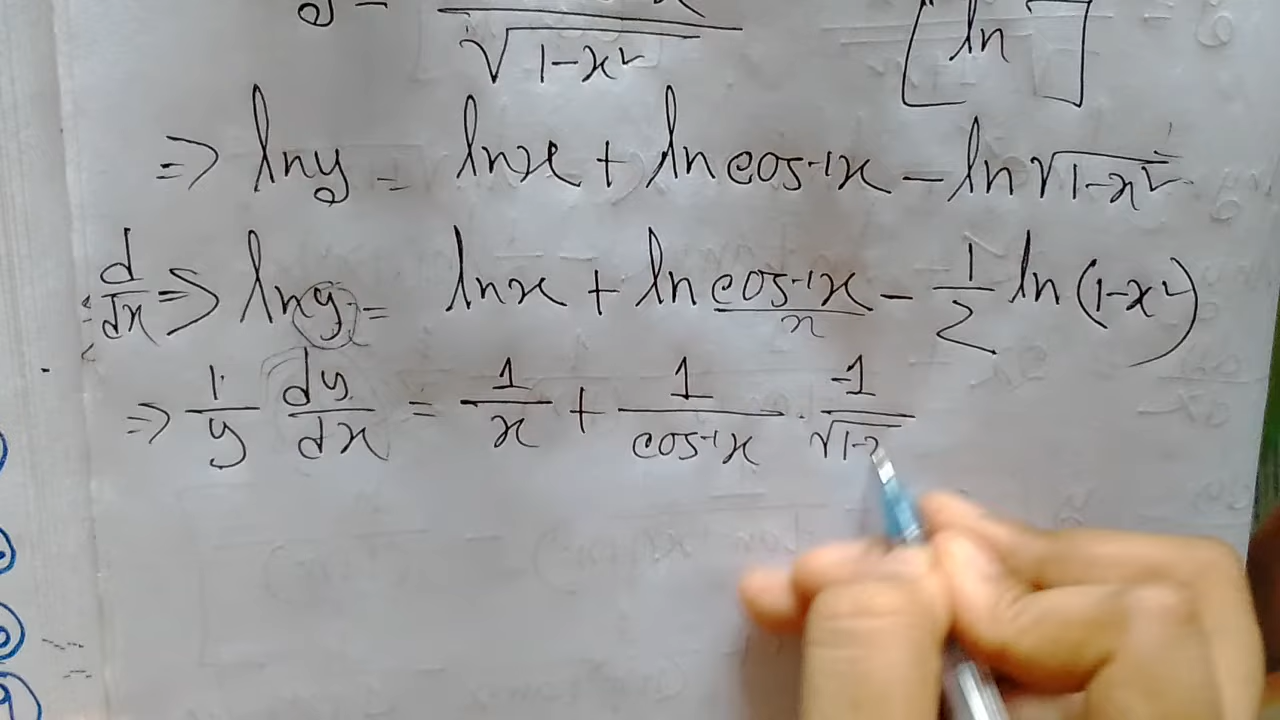 y = x / √1-x²
[ln ]
⇒ ln y = ln x + ln cos⁻¹x - ln √1-x²
d/dx ⇒ ln y = ln x + ln cos⁻¹x - 1/2 ln (1-x²)
x
⇒ 1/y dy/dx = 1/x + 1/cos⁻¹x · -1/√1-x